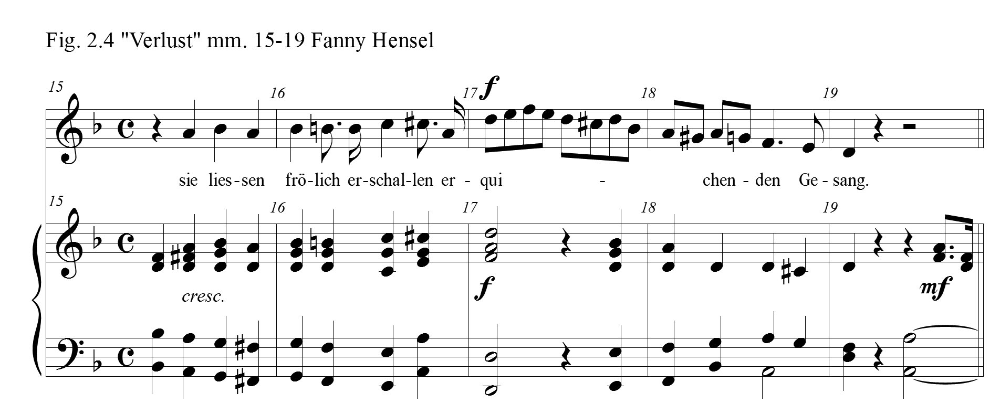 Fig. 2.4 "Verlust" mm. 15-19 Fanny Hensel
15 16 17 f 18 19
sie lies-sen frö-lich er-schal-len er - qui - chen - den Ge - sang.
15 16 17 18 19
cresc. f mf